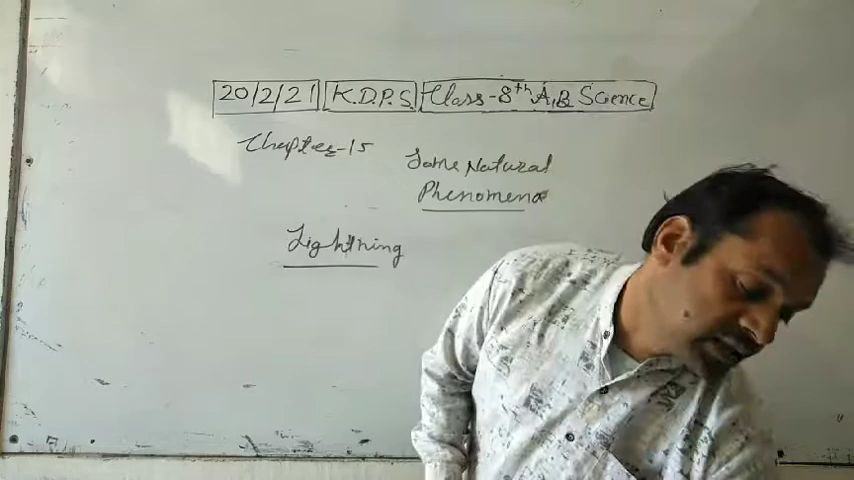 20/2/21 K.D.P.S. Class-8th A,B Science
Chapter-15
Some Natural
Phenomena
Lightning